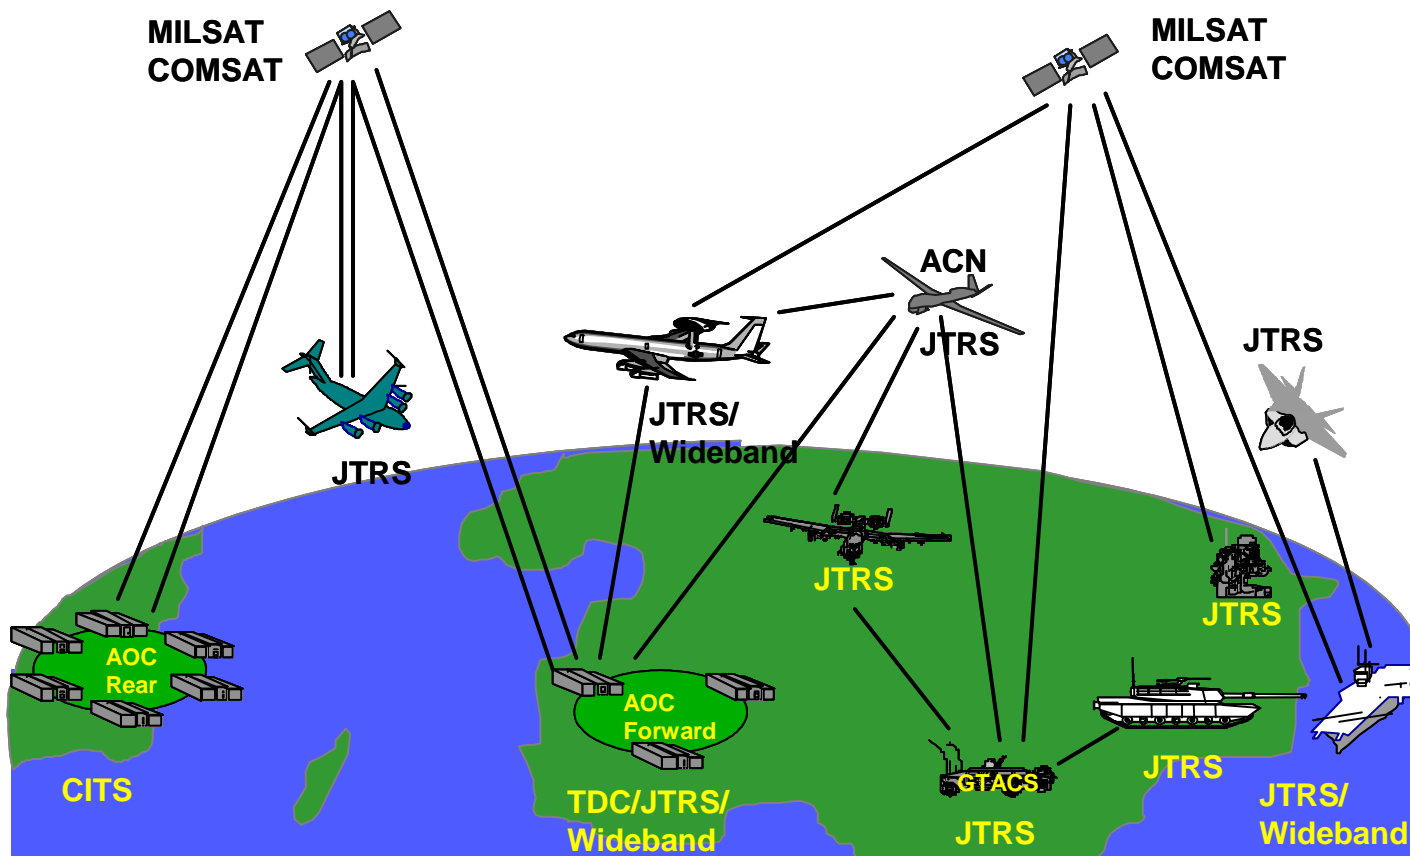 MILSAT
COMSAT
MILSAT
COMSAT
ACN
JTRS
JTRS
JTRS/
Wideband
JTRS
JTRS
JTRS
AOC
Rear
AOC
Forward
CITS
TDC/JTRS/
Wideband
GTACS
JTRS
JTRS
JTRS/
Wideband